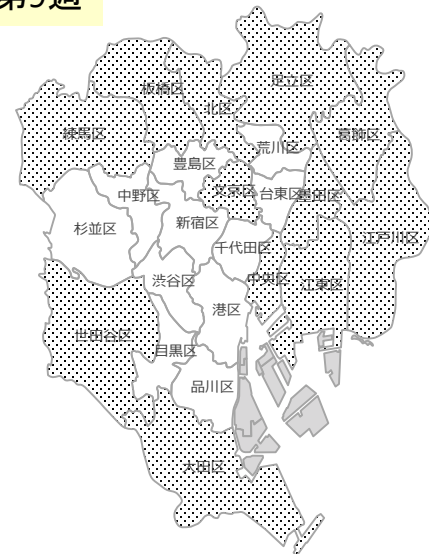 第9週
足立区
板橋区
北区
練馬区
葛飾区
荒川区
豊島区
文京区
台東区
墨田区
中野区
杉並区
新宿区
千代田区
江戸川区
渋谷区
中央区
江東区
港区
世田谷区
目黒区
品川区
大田区